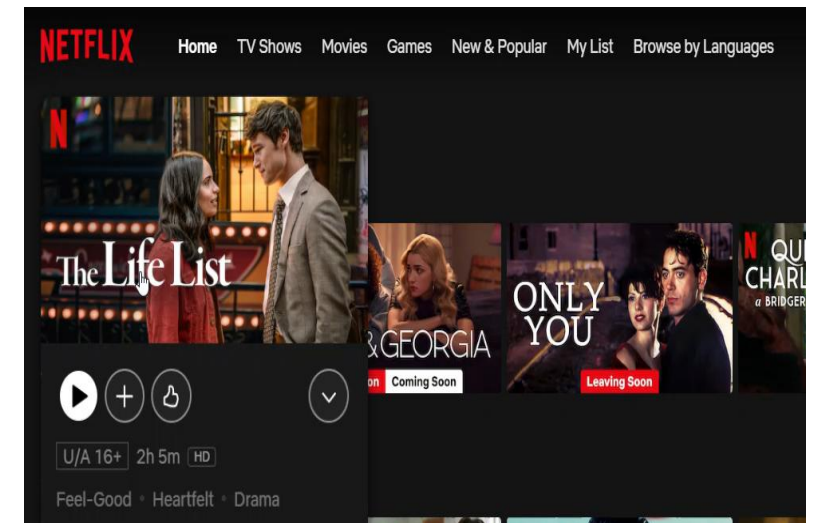 NETFLIX Home TV Shows Movies Games New & Popular My List Browse by Languages
N
The Life List
& GEORGIA
Coming Soon
ONLY
YOU
Leaving Soon
N QU
CHARL
a BRIDGER
U/A 16+ 2h 5m HD
Feel-Good • Heartfelt • Drama